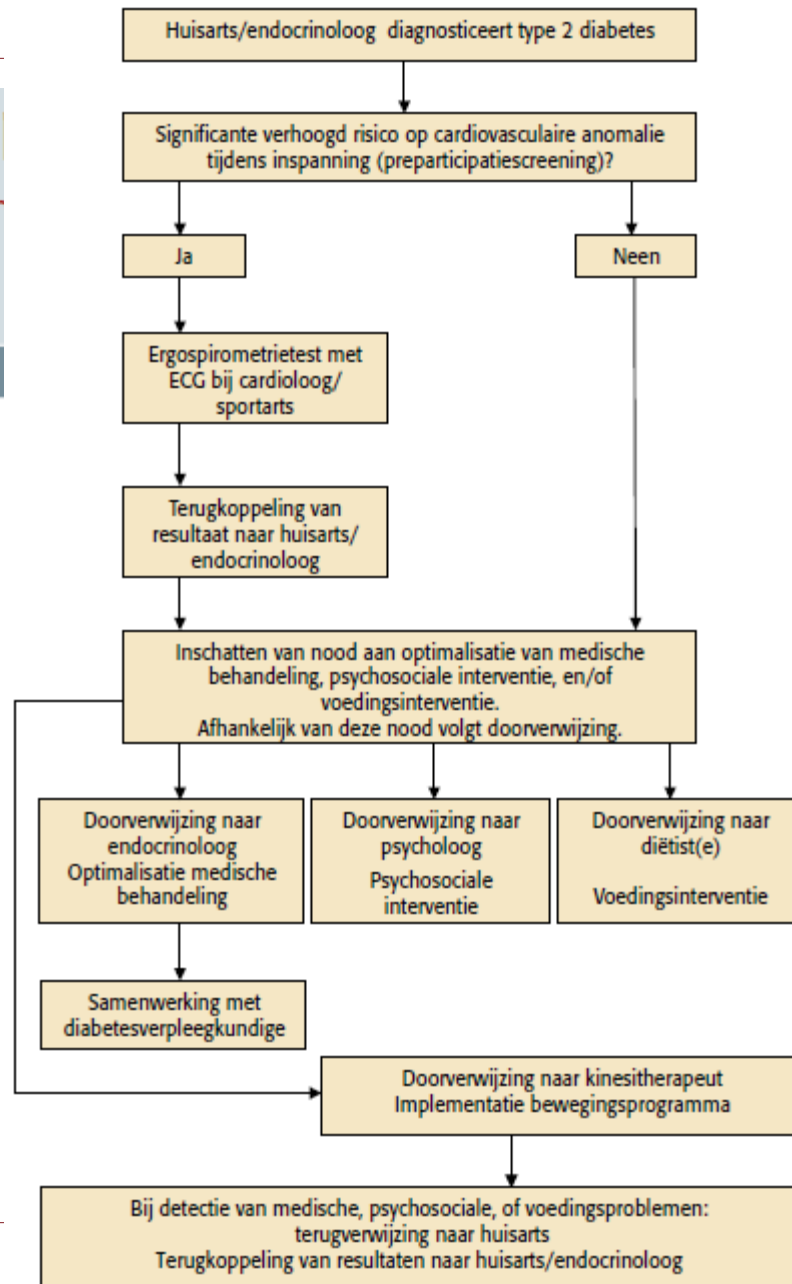 Huisarts/endocrinoloog diagnosticeert type 2 diabetes
Significante verhoogd risico op cardiovasculaire anomalie
tijdens inspanning (preparticipatiescreening)?
Ja
Neen
Ergospirometrietest met
ECG bij cardioloog/
sportarts
Terugkoppeling van
resultaat naar huisarts/
endocrinoloog
Inschatten van nood aan optimalisatie van medische
behandeling, psychosociale interventie, en/of
voedingsinterventie.
Afhankelijk van deze nood volgt doorverwijzing.
Doorverwijzing naar
endocrinoloog
Optimalisatie medische
behandeling
Doorverwijzing naar
psycholoog
Psychosociale
interventie
Doorverwijzing naar
diëtist(e)
Voedingsinterventie
Samenwerking met
diabetesverpleegkundige
Doorverwijzing naar kinesitherapeut
Implementatie bewegingsprogramma
Bij detectie van medische, psychosociale, of voedingsproblemen:
terugverwijzing naar huisarts
Terugkoppeling van resultaten naar huisarts/endocrinoloog